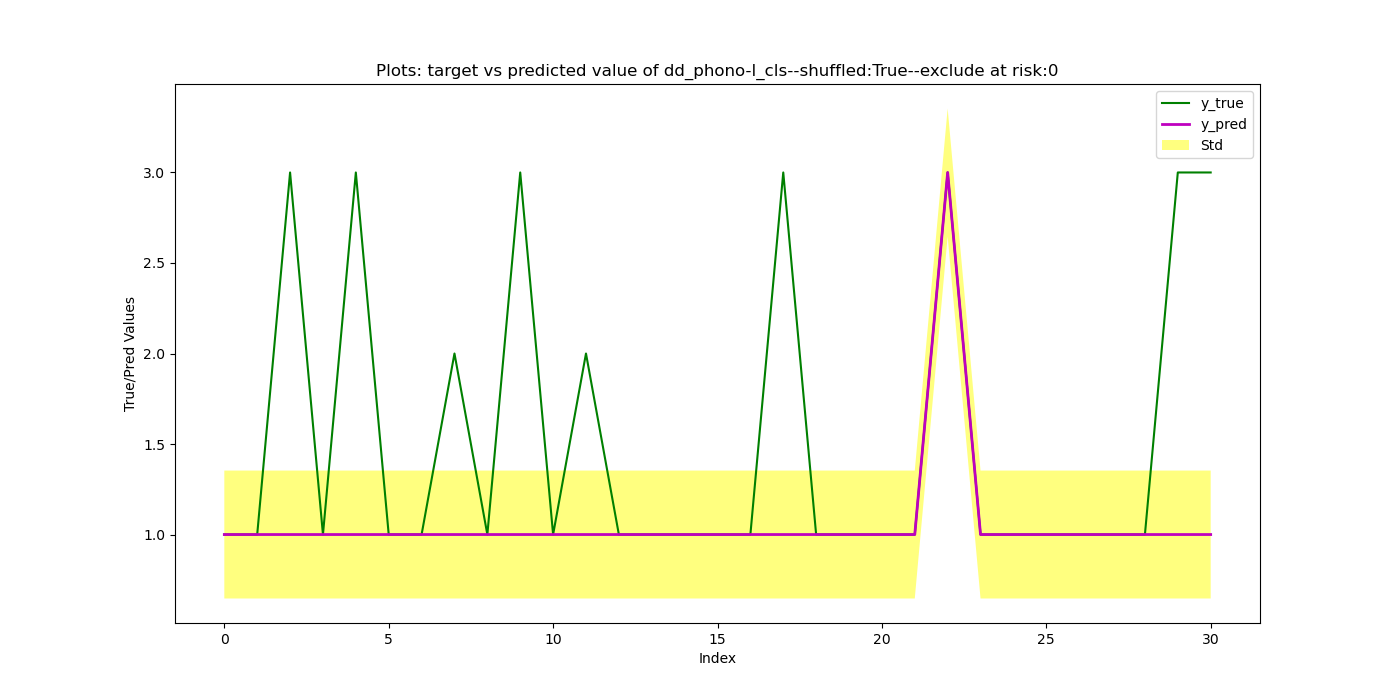 Plots: target vs predicted value of dd_phono-l_cls--shuffled:True--exclude at risk:0
y_true
y_pred
Std
True/Pred Values
3.0
2.5
2.0
1.5
1.0
0 5 10 15 20 25 30
Index